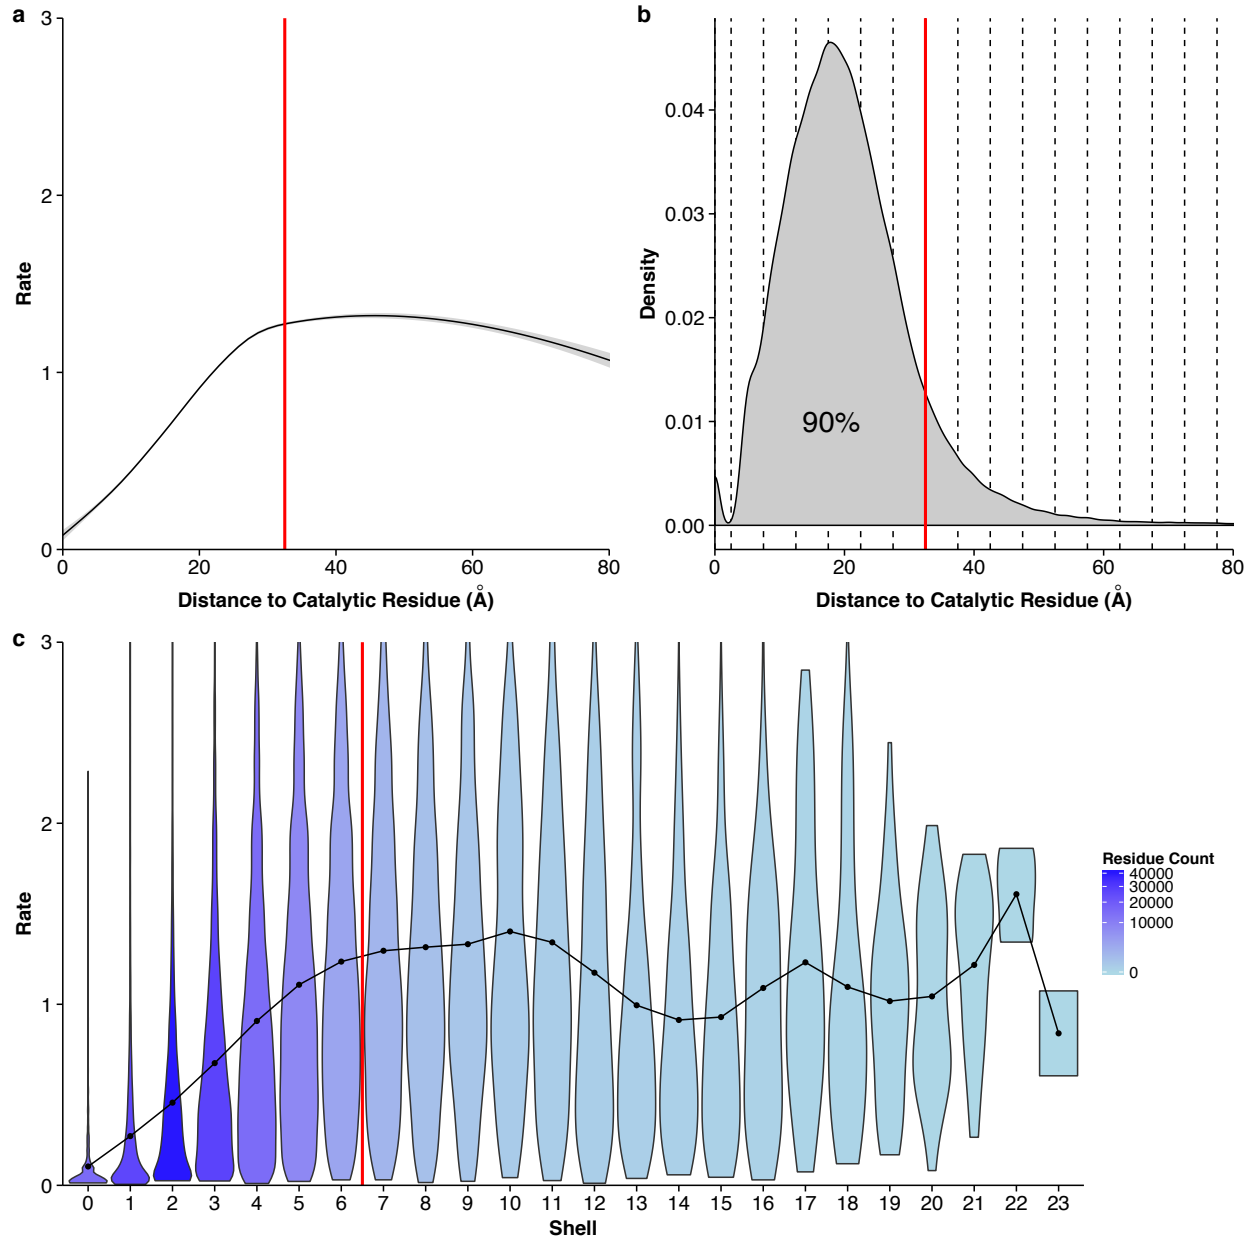 a
3
2
1
0
Rate
0 20 40 60 80
Distance to Catalytic Residue (Å)
b
0.04
0.03
0.02
0.01
0.00
Density
90%
0 20 40 60 80
Distance to Catalytic Residue (Å)
c
3
2
1
0
Rate
0 1 2 3 4 5 6 7 8 9 10 11 12 13 14 15 16 17 18 19 20 21 22 23
Shell
Residue Count
40000
30000
20000
10000
0